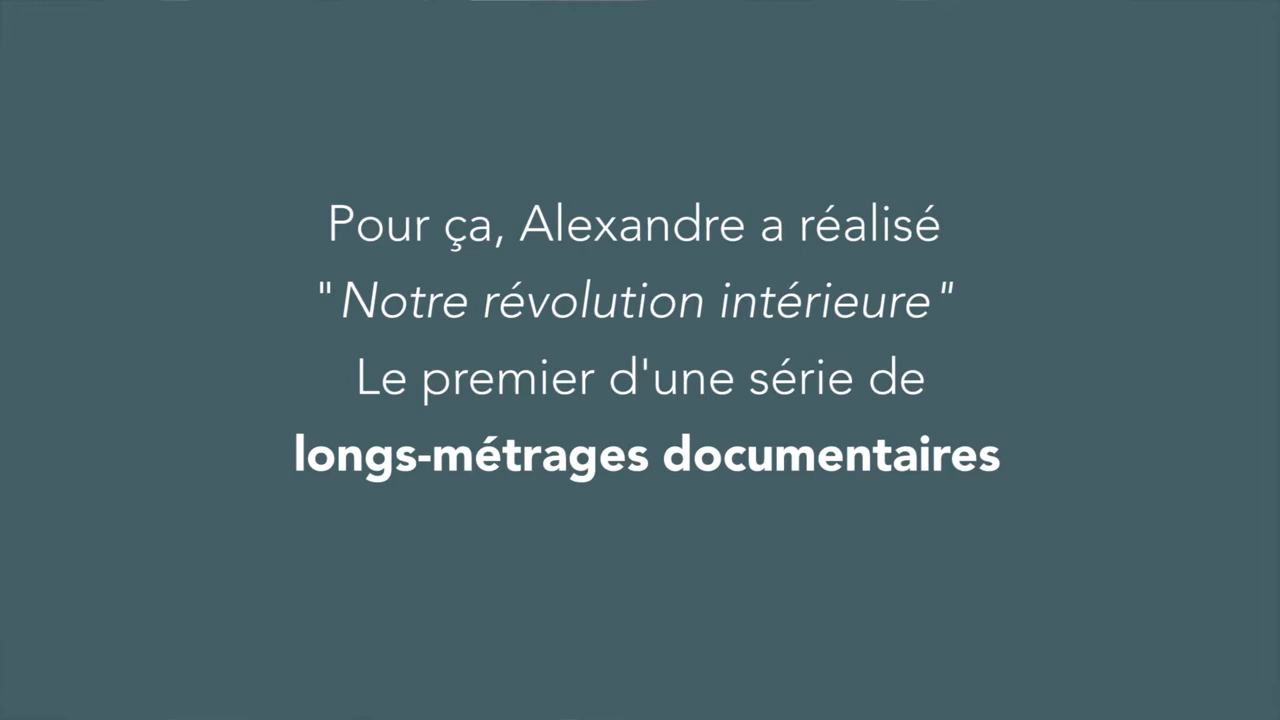 Pour ça, Alexandre a réalisé
"Notre révolution intérieure"
Le premier d'une série de
longs-métrages documentaires